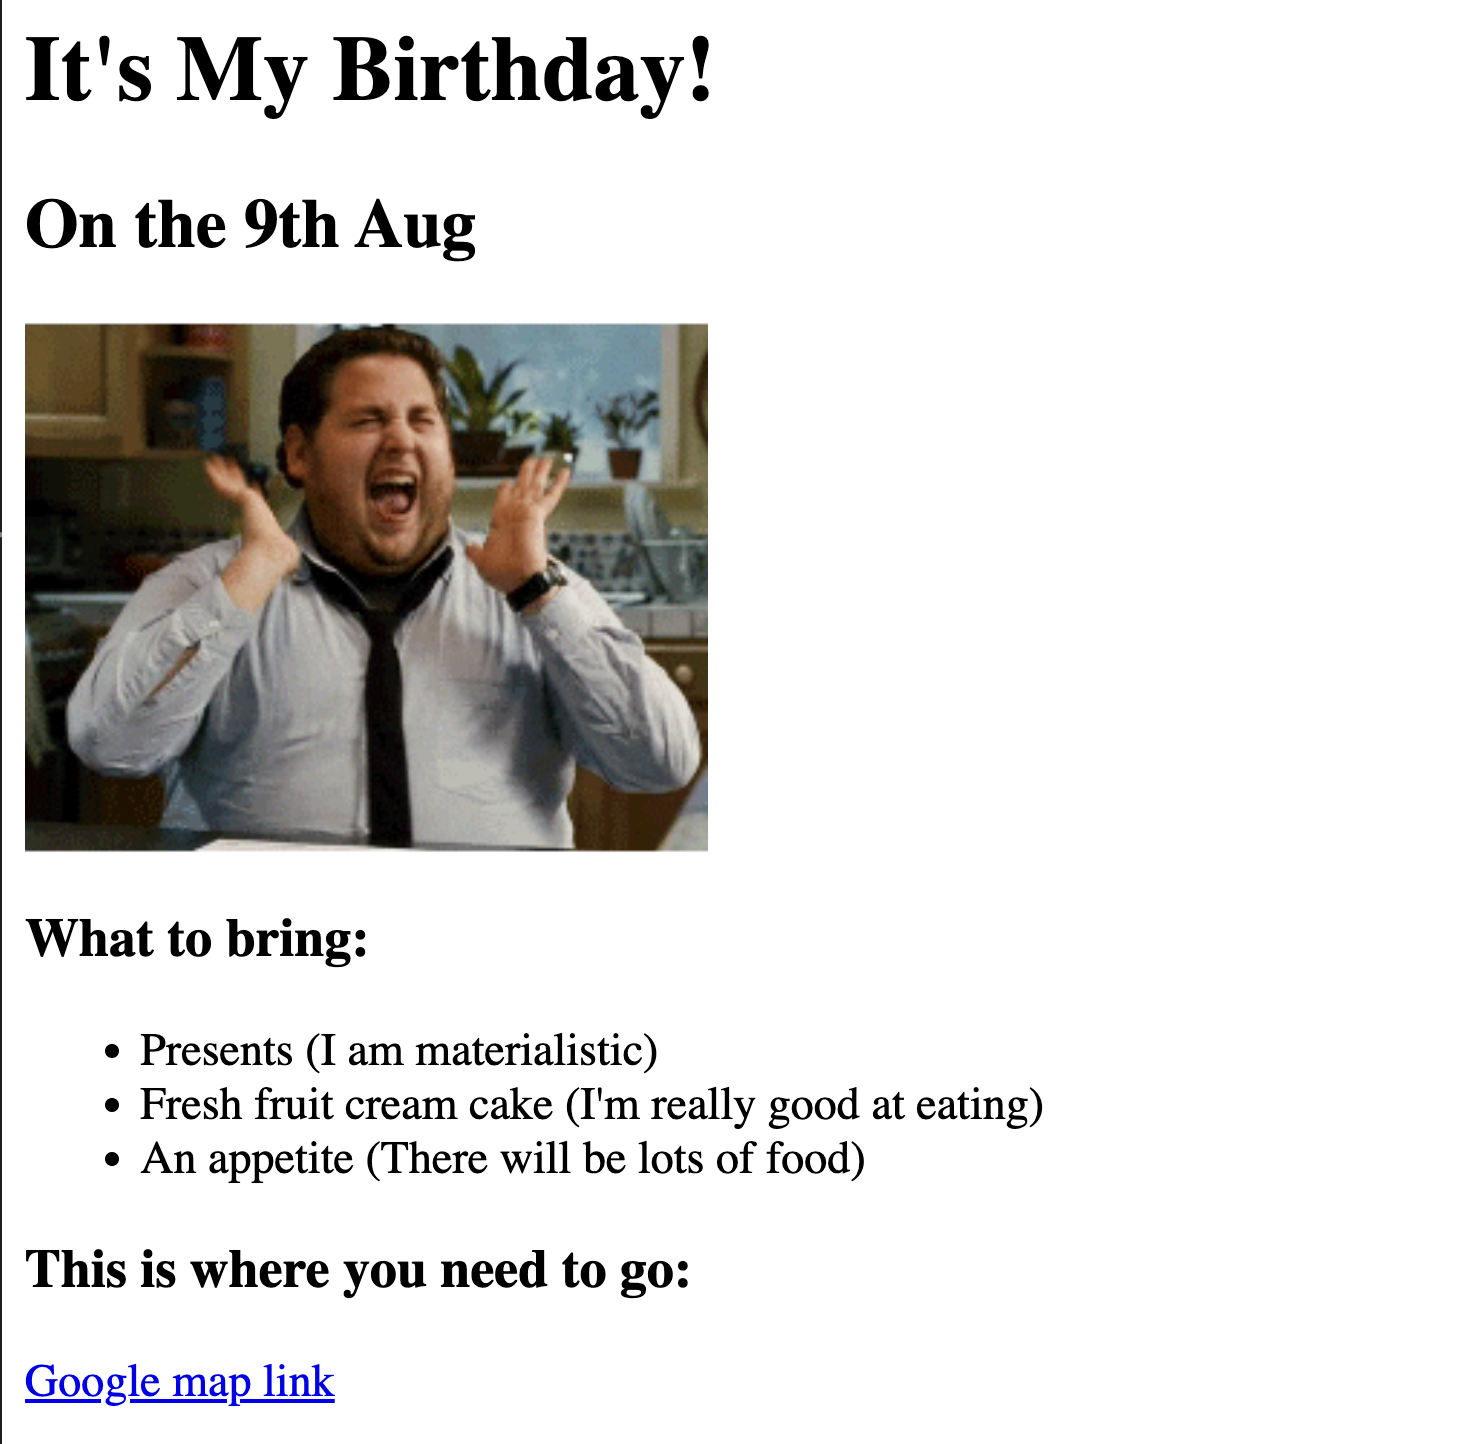 It's My Birthday!
On the 9th Aug
What to bring:
Presents (I am materialistic)
Fresh fruit cream cake (I'm really good at eating)
An appetite (There will be lots of food)
This is where you need to go:
Google map link